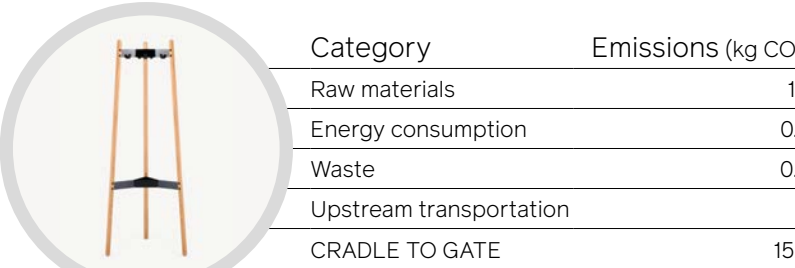 Category Emissions (kg CO
Raw materials 1
Energy consumption 0.
Waste 0.
Upstream transportation
CRADLE TO GATE 15